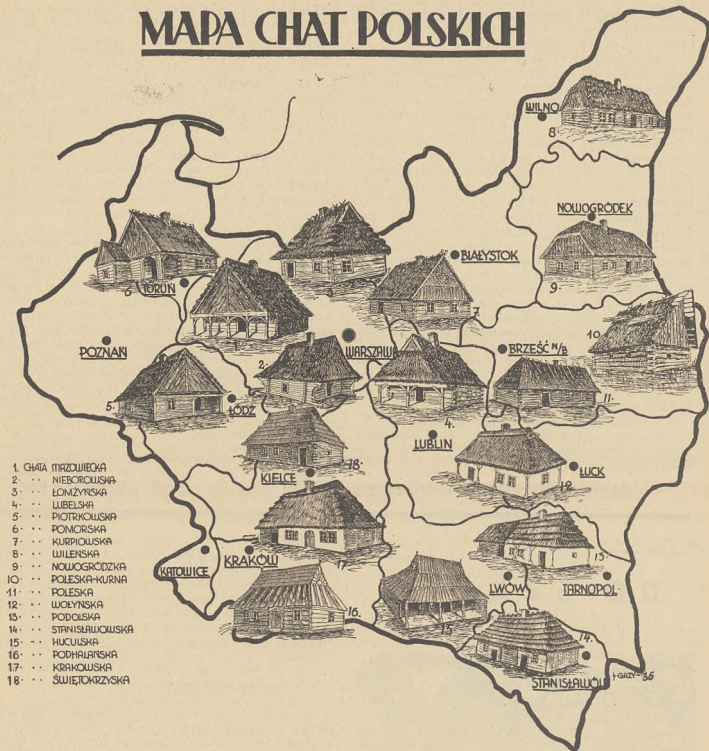 MAPA CHAT POLSKICH
WILNO
8.
NOWOGRÓDEK
9.
BIAŁYSTOK
6.
TORUŃ
3.
7.
10.
POZNAŃ
2.
WARSZAWA
BRZEŚĆ N/B
11.
5.
ŁÓDŹ
4.
LUBLIN
18.
KIELCE
ŁUCK
12.
KATOWICE
KRAKÓW
17.
13.
LWÓW
TARNOPOL
16.
15.
14.
STANISŁAWÓW
1. CHATA MAZOWIECKA
2 · ·· NIEBOROWSKA
3 · ·· ŁOMŻYŃSKA
4 · ·· LUBELSKA
5 · ·· PIOTRKOWSKA
6 · ·· POMORSKA
7 · ·· KURPIOWSKA
8 · ·· WILEŃSKA
9 · ·· NOWOGRÓDZKA
10 · ·· POLESKA-KURNA
11 · ·· POLESKA
12 · ·· WOŁYŃSKA
13 · ·· PODOLSKA
14 · ·· STANISŁAWOWSKA
15 · ·· HUCULSKA
16 · ·· PODHALAŃSKA
17 · ·· KRAKOWSKA
18 · ·· ŚWIĘTOKRZYSKA